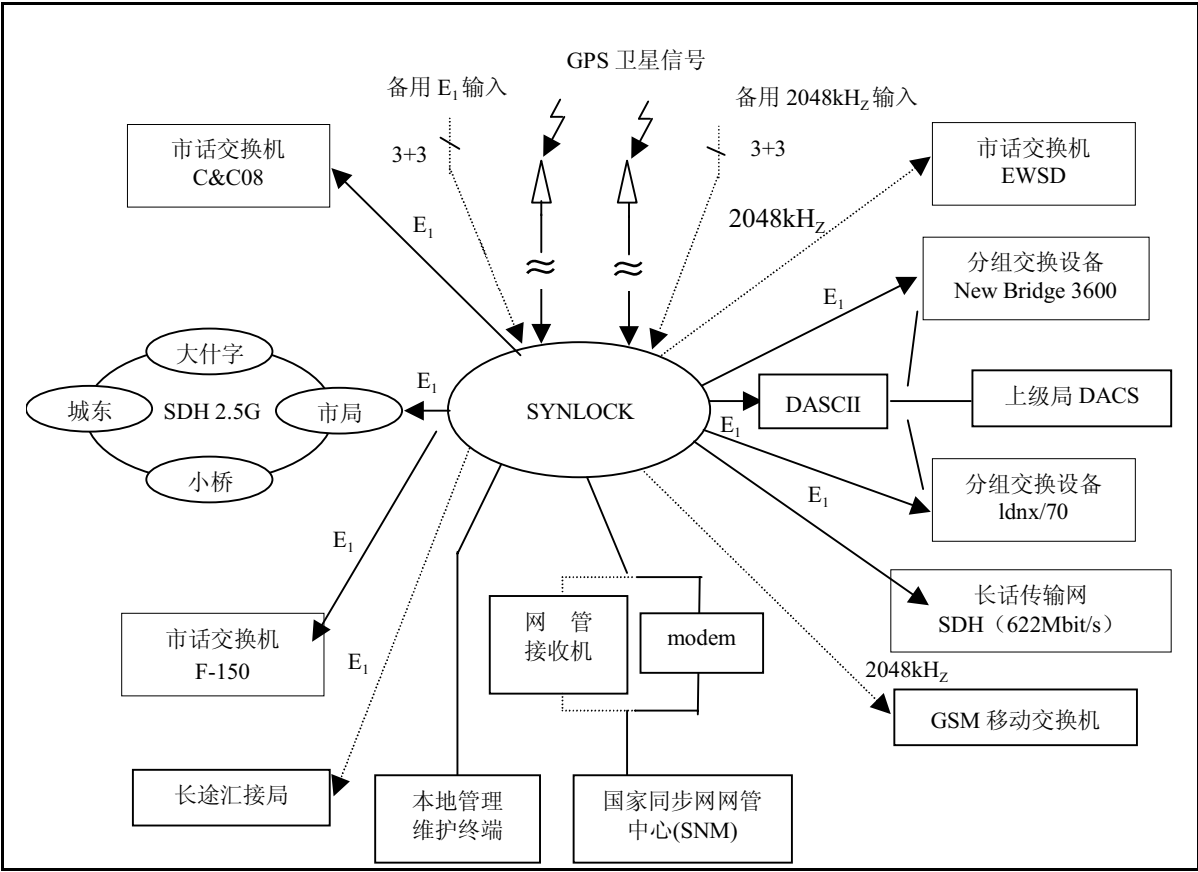 GPS 卫星信号
备用 E₁ 输入
备用 2048kHZ 输入
3+3
3+3
市话交换机
C&C08
市话交换机
EWSD
E₁
2048kHZ
分组交换设备
New Bridge 3600
E₁
大什字
城东
SDH 2.5G
市局
小桥
E₁
SYNLOCK
DASCII
上级局 DACS
E₁
分组交换设备
ldnx/70
E₁
E₁
长话传输网
SDH（622Mbit/s）
市话交换机
F-150
E₁
网 管
接收机
modem
2048kHZ
GSM 移动交换机
长途汇接局
本地管理
维护终端
国家同步网网管
中心(SNM)